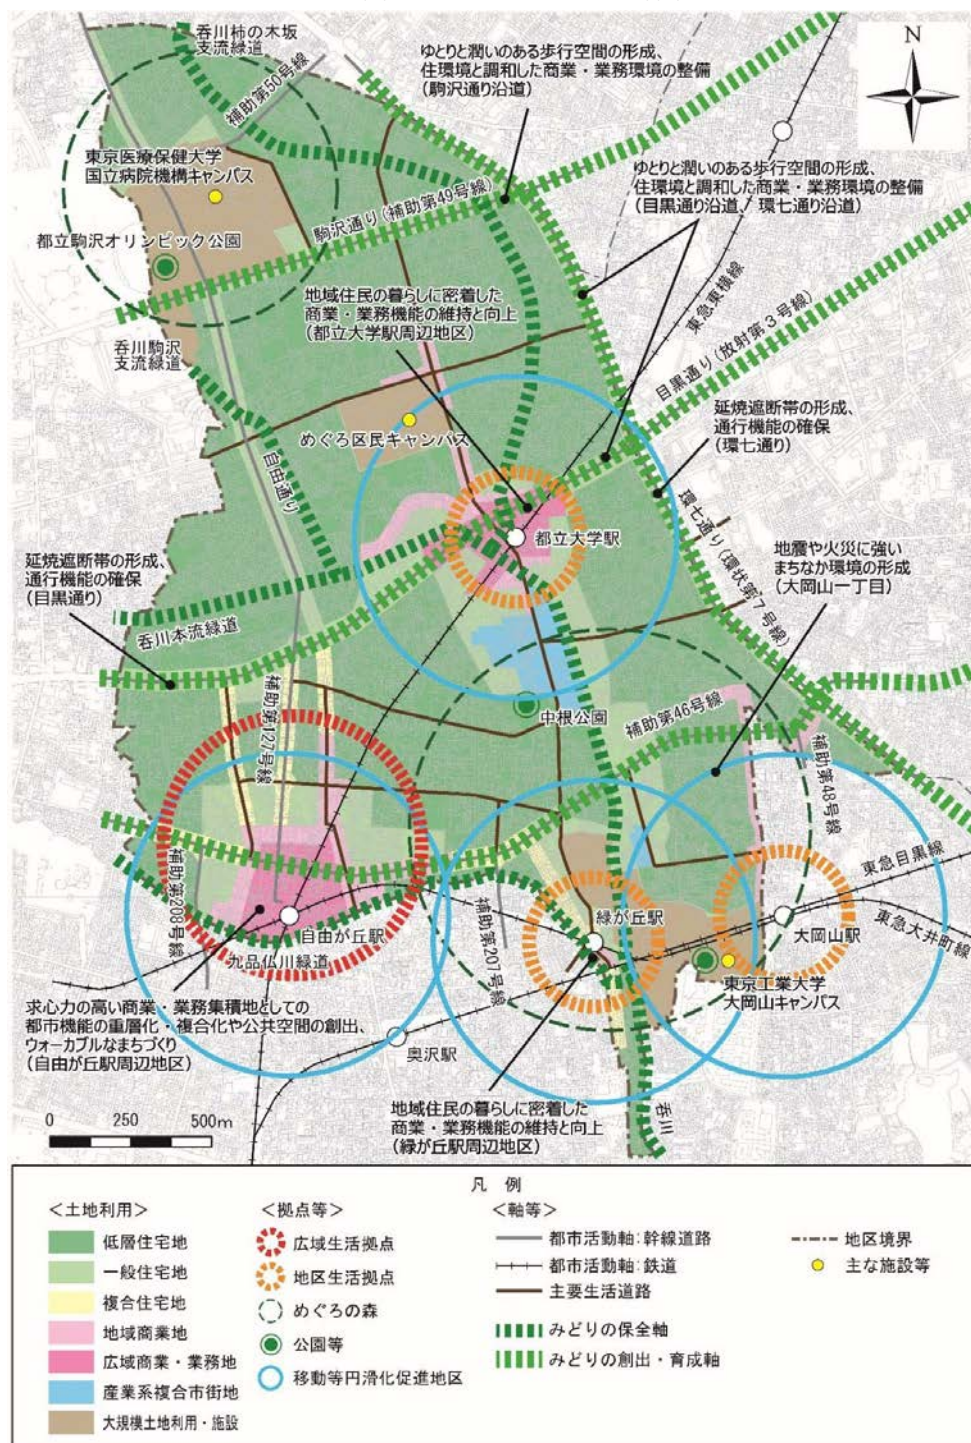 呑川柿の木坂
支流緑道
補助第50号線
ゆとりと潤いのある歩行空間の形成、
住環境と調和した商業・業務環境の整備
(駒沢通り沿道)
N
東京医療保健大学
国立病院機構キャンパス
ゆとりと潤いのある歩行空間の形成、
住環境と調和した商業・業務環境の整備
(目黒通り沿道、環七通り沿道)
駒沢通り(補助第49号線)
都立駒沢オリンピック公園
地域住民の暮らしに密着した
商業・業務機能の維持と向上
(都立大学駅周辺地区)
東急東横線
目黒通り(放射第3号線)
呑川駒沢
支流緑道
めぐろ区民キャンパス
延焼遮断帯の形成、
通行機能の確保
(環七通り)
自由通り
都立大学駅
環七通り(環状第7号線)
地震や火災に強い
まちなか環境の形成
(大岡山一丁目)
延焼遮断帯の形成、
通行機能の確保
(目黒通り)
呑川本流緑道
補助第127号線
中根公園
補助第46号線
補助第48号線
補助第208号線
東急目黒線
自由が丘駅
九品仏川緑道
補助第207号線
緑が丘駅
大岡山駅
東急大井町線
東京工業大学
大岡山キャンパス
求心力の高い商業・業務集積地としての
都市機能の重層化・複合化や公共空間の創出、
ウォーカブルなまちづくり
(自由が丘駅周辺地区)
奥沢駅
地域住民の暮らしに密着した
商業・業務機能の維持と向上
(緑が丘駅周辺地区)
呑川
0 250 500m
凡 例
<土地利用>
低層住宅地
一般住宅地
複合住宅地
地域商業地
広域商業・業務地
産業系複合市街地
大規模土地利用・施設
<拠点等>
広域生活拠点
地区生活拠点
めぐろの森
公園等
移動等円滑化促進地区
<軸等>
都市活動軸:幹線道路
都市活動軸:鉄道
主要生活道路
みどりの保全軸
みどりの創出・育成軸
地区境界
主な施設等